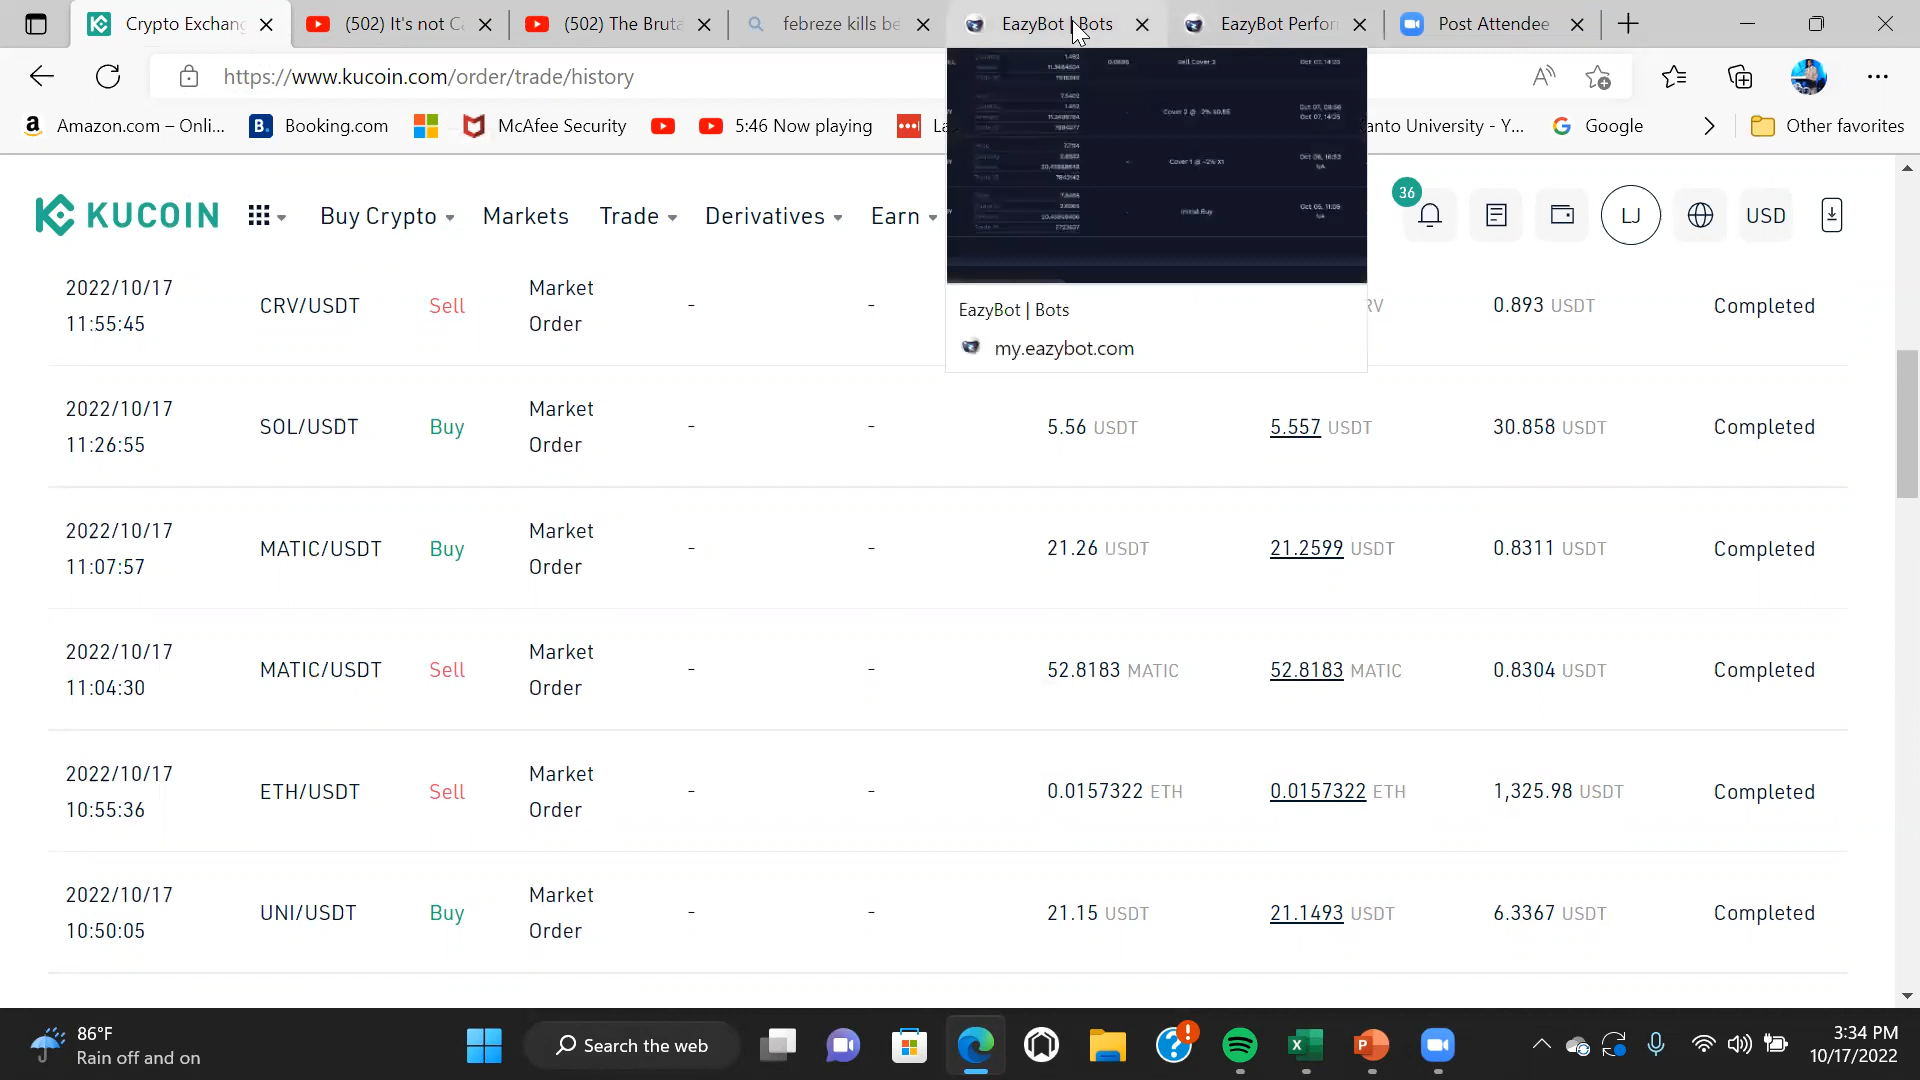 Crypto Exchang
(502) It's not Ca
(502) The Bruta
febreze kills be
EazyBot | Bots
EazyBot Perfor
Post Attendee
https://www.kucoin.com/order/trade/history
Amazon.com – Onli...
Booking.com
McAfee Security
5:46 Now playing
La
anto University - Y...
Google
Other favorites
KUCOIN
Buy Crypto
Markets
Trade
Derivatives
Earn
36
LJ
USD
EazyBot | Bots
my.eazybot.com
2022/10/17
11:55:45
CRV/USDT
Sell
Market
Order
-
-
RV
0.893 USDT
Completed
2022/10/17
11:26:55
SOL/USDT
Buy
Market
Order
-
-
5.56 USDT
5.557 USDT
30.858 USDT
Completed
2022/10/17
11:07:57
MATIC/USDT
Buy
Market
Order
-
-
21.26 USDT
21.2599 USDT
0.8311 USDT
Completed
2022/10/17
11:04:30
MATIC/USDT
Sell
Market
Order
-
-
52.8183 MATIC
52.8183 MATIC
0.8304 USDT
Completed
2022/10/17
10:55:36
ETH/USDT
Sell
Market
Order
-
-
0.0157322 ETH
0.0157322 ETH
1,325.98 USDT
Completed
2022/10/17
10:50:05
UNI/USDT
Buy
Market
Order
-
-
21.15 USDT
21.1493 USDT
6.3367 USDT
Completed
86°F
Rain off and on
Search the web
3:34 PM
10/17/2022